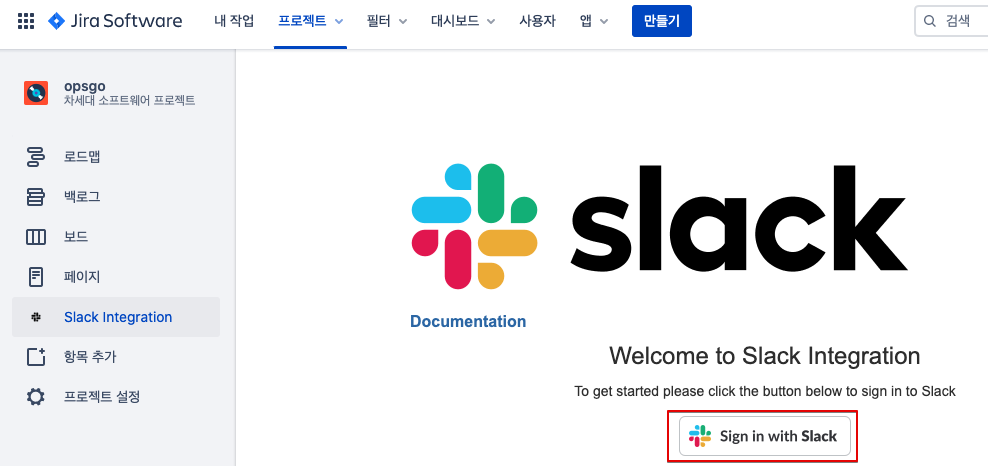 Jira Software 내 작업 프로젝트 필터 대시보드 사용자 앱 만들기 검색
opsgo
차세대 소프트웨어 프로젝트
로드맵
백로그
보드
페이지
Slack Integration
항목 추가
프로젝트 설정
slack
Documentation
Welcome to Slack Integration
To get started please click the button below to sign in to Slack
Sign in with Slack